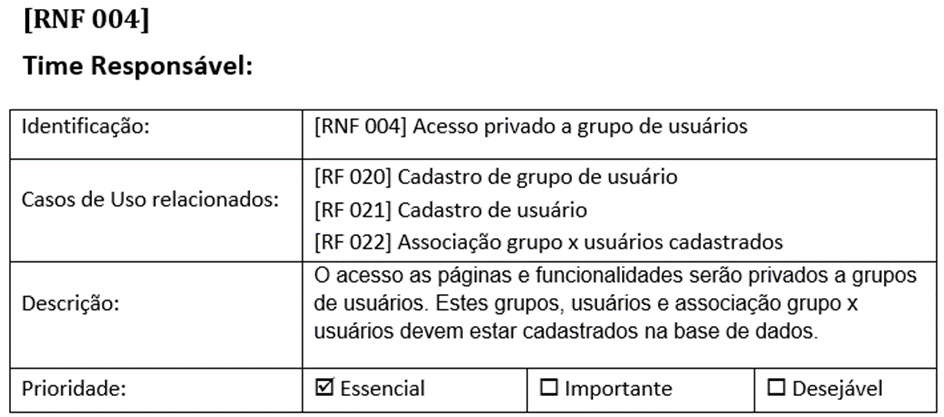 [RNF 004]
Time Responsável:
Identificação:
[RNF 004] Acesso privado a grupo de usuários
Casos de Uso relacionados:
[RF 020] Cadastro de grupo de usuário
[RF 021] Cadastro de usuário
[RF 022] Associação grupo x usuários cadastrados
Descrição:
O acesso as páginas e funcionalidades serão privados a grupos
de usuários. Estes grupos, usuários e associação grupo x
usuários devem estar cadastrados na base de dados.
Prioridade:
☑ Essencial
☐ Importante
☐ Desejável